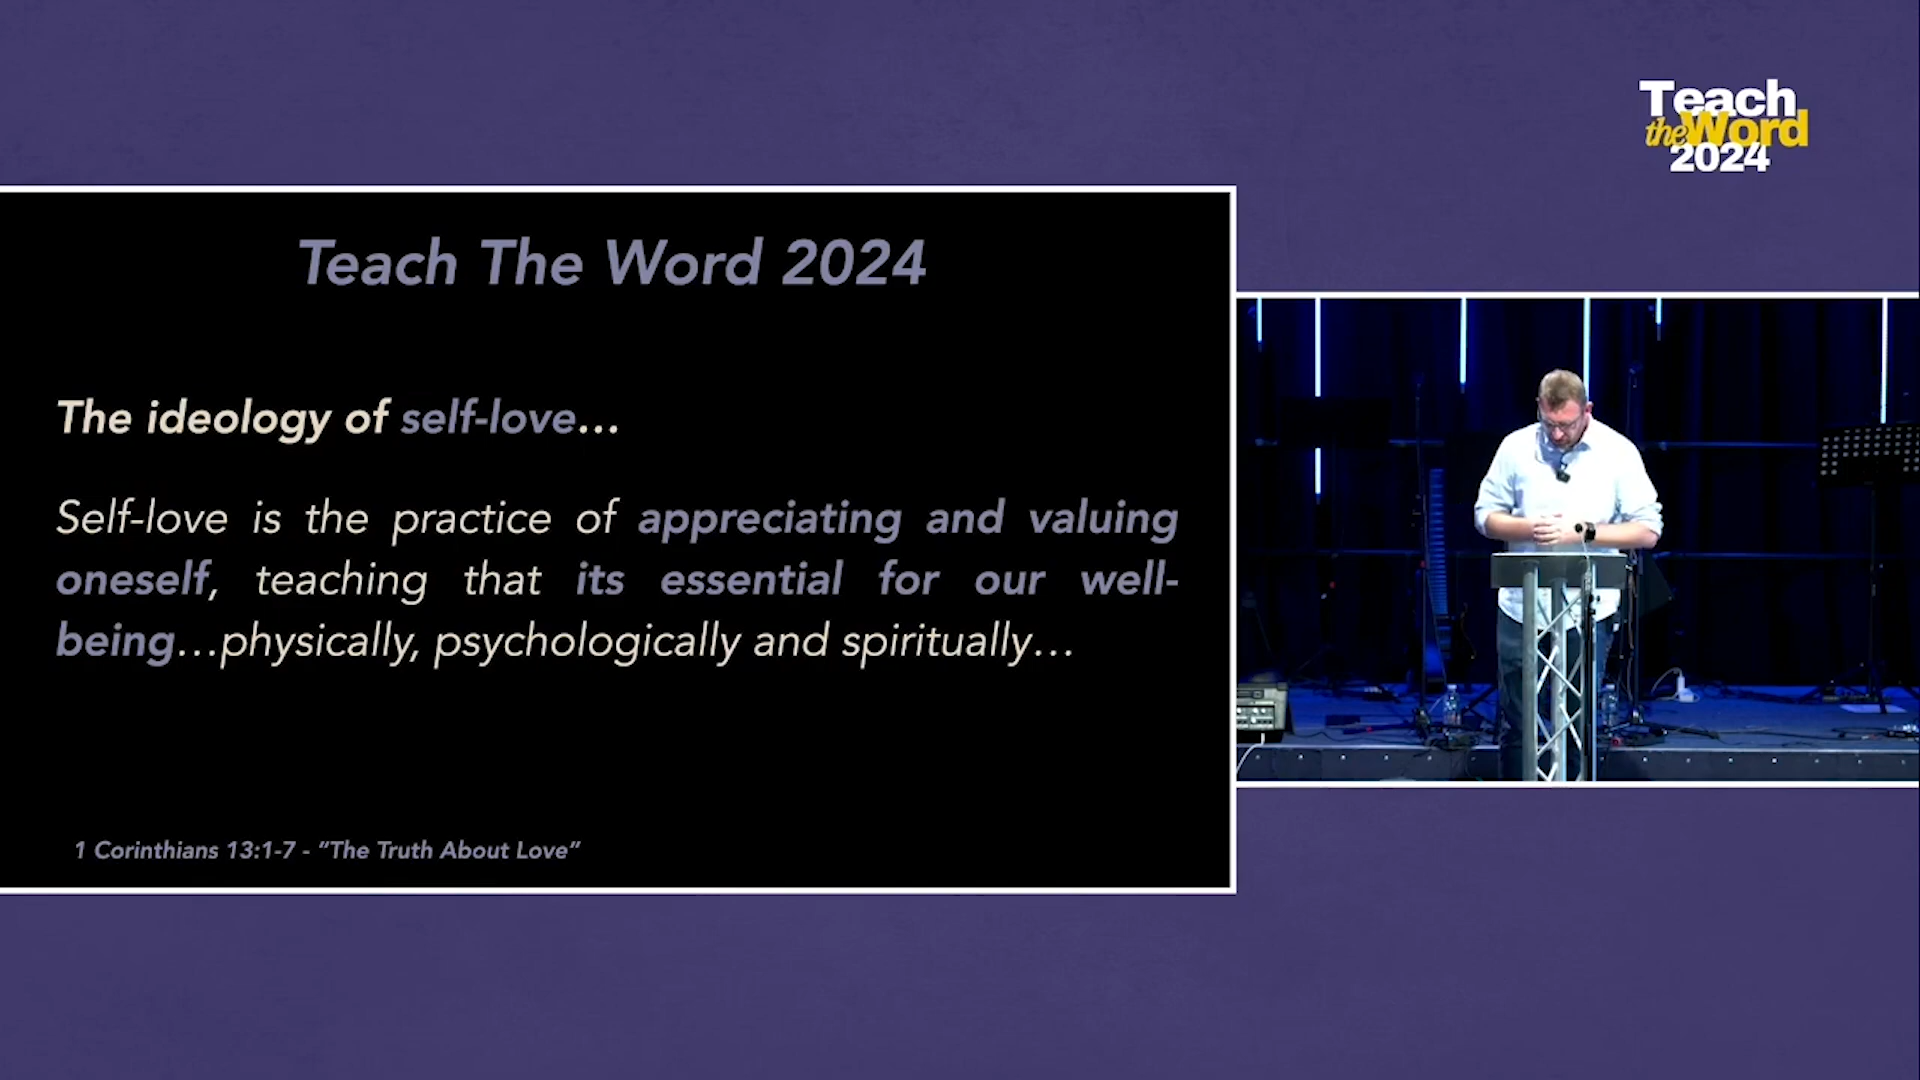 Teach
the Word
2024
Teach The Word 2024
The ideology of self-love...
Self-love is the practice of appreciating and valuing
oneself, teaching that its essential for our well-
being...physically, psychologically and spiritually...
1 Corinthians 13:1-7 - “The Truth About Love”